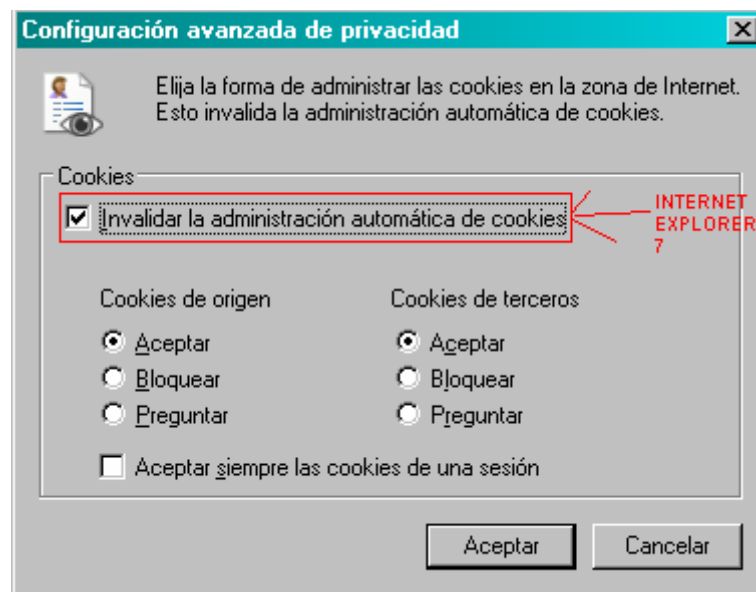 Configuración avanzada de privacidad
Elija la forma de administrar las cookies en la zona de Internet.
Esto invalida la administración automática de cookies.
Cookies
Invalidar la administración automática de cookies
INTERNET
EXPLORER
7
Cookies de origen
Cookies de terceros
Aceptar
Aceptar
Bloquear
Bloquear
Preguntar
Preguntar
Aceptar siempre las cookies de una sesión
Aceptar
Cancelar